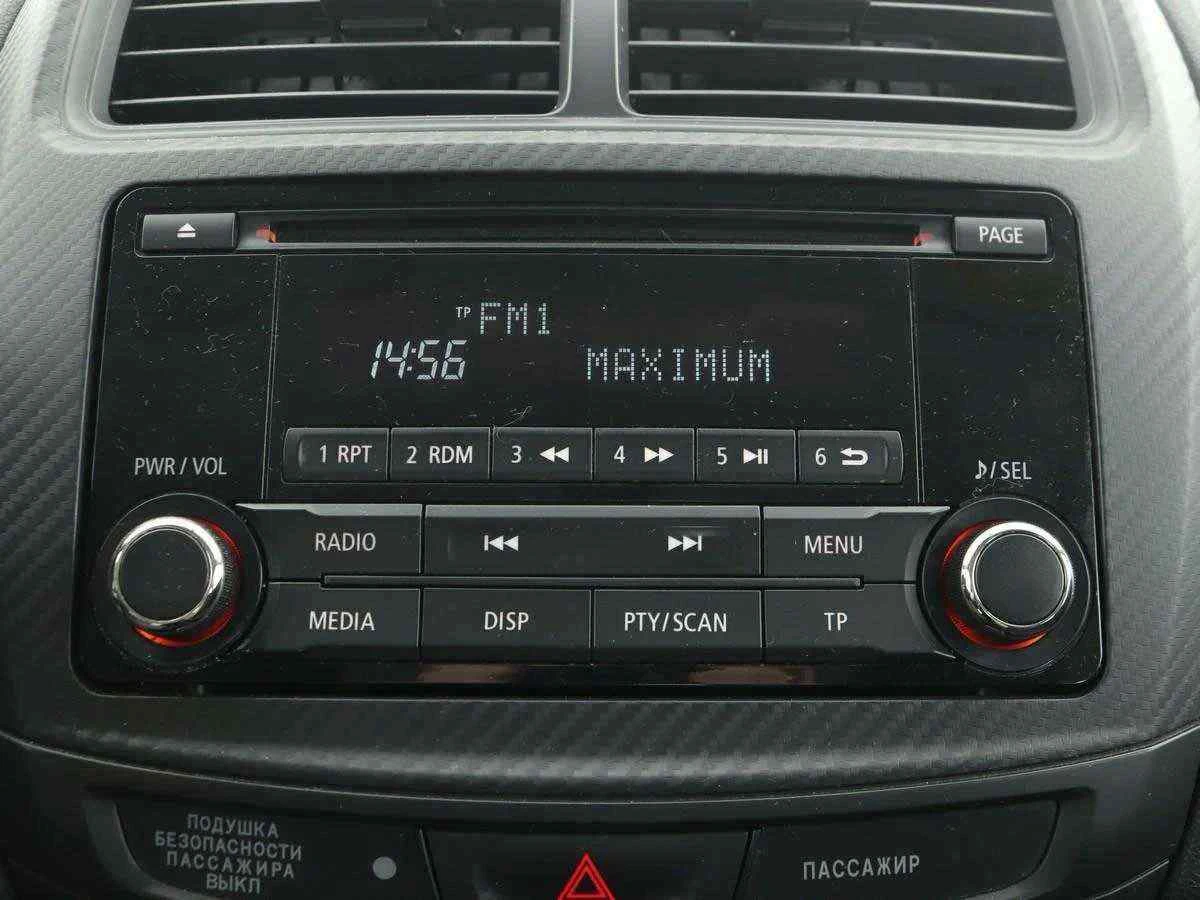 PAGE
TP FM1
14:56 MAXIMUM
1 RPT 2 RDM 3 4 5 6
PWR / VOL
/ SEL
RADIO MENU
MEDIA DISP PTY/SCAN TP
ПОДУШКА
БЕЗОПАСНОСТИ
ПАССАЖИРА
ВЫКЛ
ПАССАЖИР